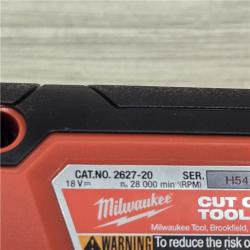 CAT.NO. 2627-20 SER. H54
18 V⎓ n₀ 28 000 min⁻¹(RPM)
Milwaukee
CUT O
TOOL
Milwaukee Tool, Brookfield
WARNING To Reduce
the risk